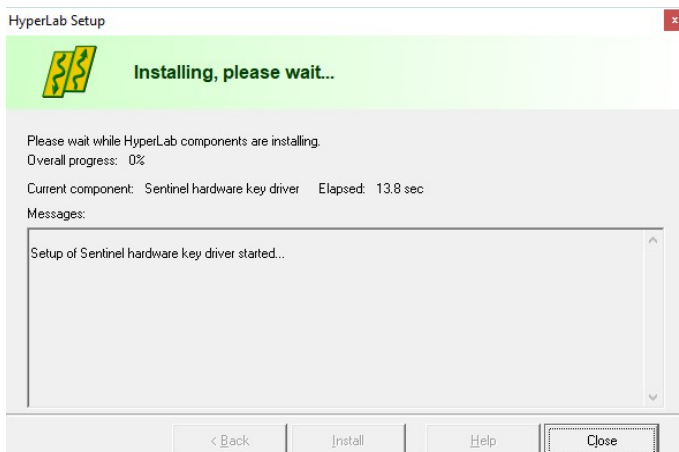 HyperLab Setup
x
Installing, please wait...
Please wait while HyperLab components are installing.
Overall progress: 0%
Current component: Sentinel hardware key driver Elapsed: 13.8 sec
Messages:
Setup of Sentinel hardware key driver started...
< Back Install Help Close